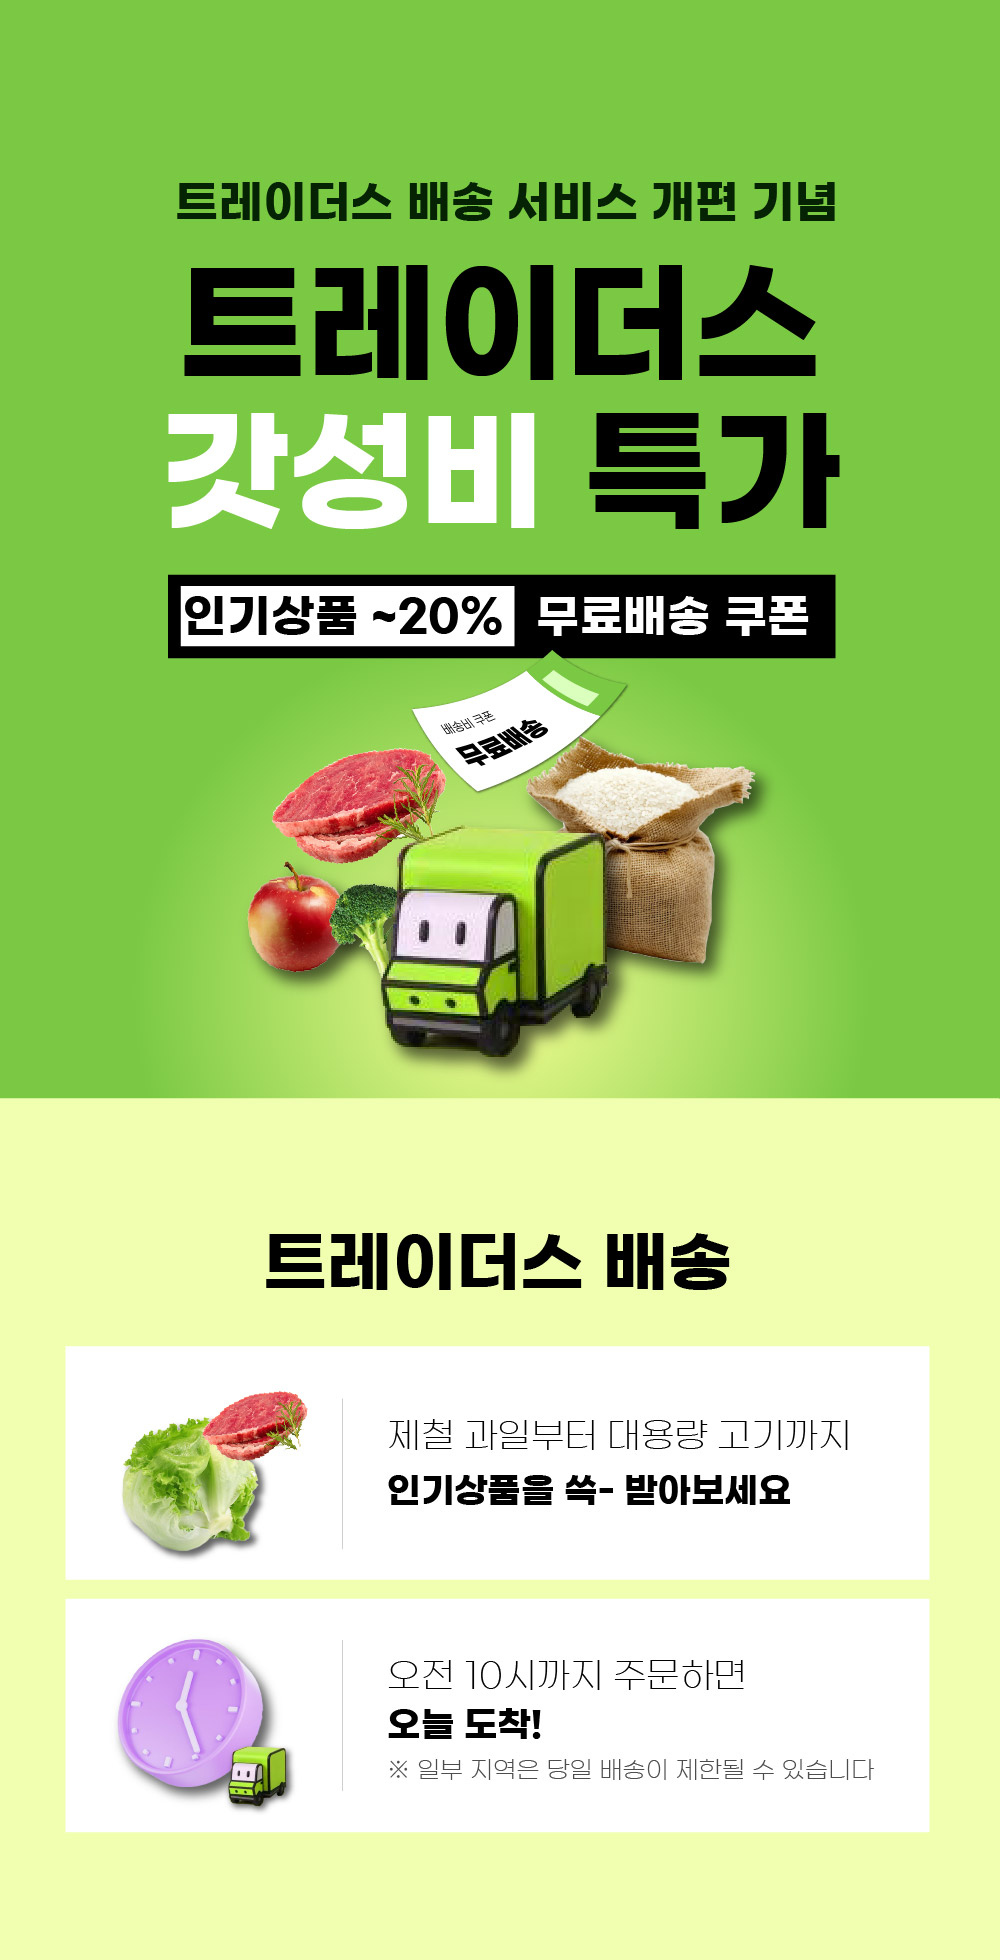 트레이더스 배송 서비스 개편 기념
트레이더스
갓성비 특가
인기상품 ~20% 무료배송 쿠폰
배송비 쿠폰
무료배송
트레이더스 배송
제철 과일부터 대용량 고기까지
인기상품을 쓱- 받아보세요
오전 10시까지 주문하면
오늘 도착!
※ 일부 지역은 당일 배송이 제한될 수 있습니다